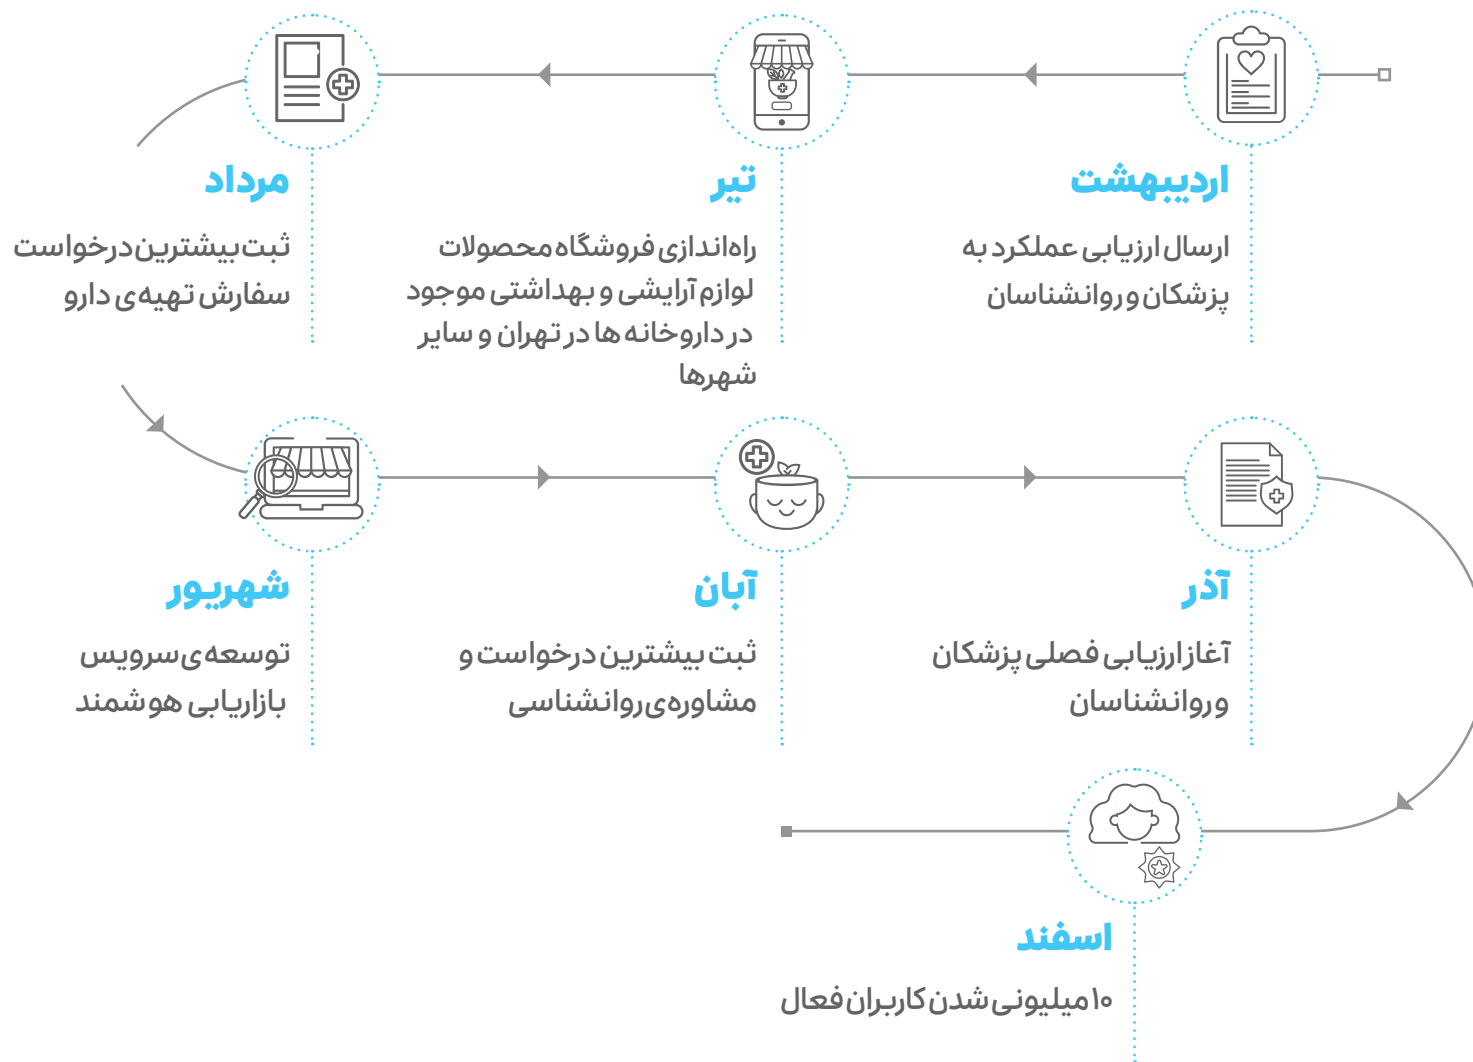 اردیبهشت
ارسال ارزیابی عملکرد به
پزشکان و روانشناسان
تیر
راه‌اندازی فروشگاه محصولات
لوازم آرایشی و بهداشتی موجود
در داروخانه ها در تهران و سایر
شهرها
مرداد
ثبت بیشترین درخواست
سفارش تهیه‌ی دارو
شهریور
توسعه‌ی سرویس
بازاریابی هوشمند
آبان
ثبت بیشترین درخواست و
مشاوره‌ی روانشناسی
آذر
آغاز ارزیابی فصلی پزشکان
و روانشناسان
اسفند
۱۰ میلیونی شدن کاربران فعال